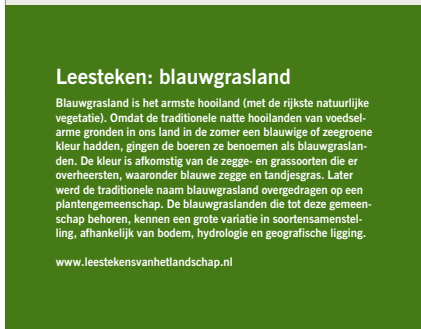 Leesteken: blauwgrasland
Blauwgrasland is het armste hooiland (met de rijkste natuurlijke
vegetatie). Omdat de traditionele natte hooilanden van voedsel-
arme gronden in ons land in de zomer een blauwige of zeegroene
kleur hadden, gingen de boeren ze benoemen als blauwgraslan-
den. De kleur is afkomstig van de zegge- en grassoorten die er
overheersten, waaronder blauwe zegge en tandjesgras. Later
werd de traditionele naam blauwgrasland overgedragen op een
plantengemeenschap. De blauwgraslanden die tot deze gemeen-
schap behoren, kennen een grote variatie in soortensamenstel-
ling, afhankelijk van bodem, hydrologie en geografische ligging.
www.leestekensvanhetlandschap.nl